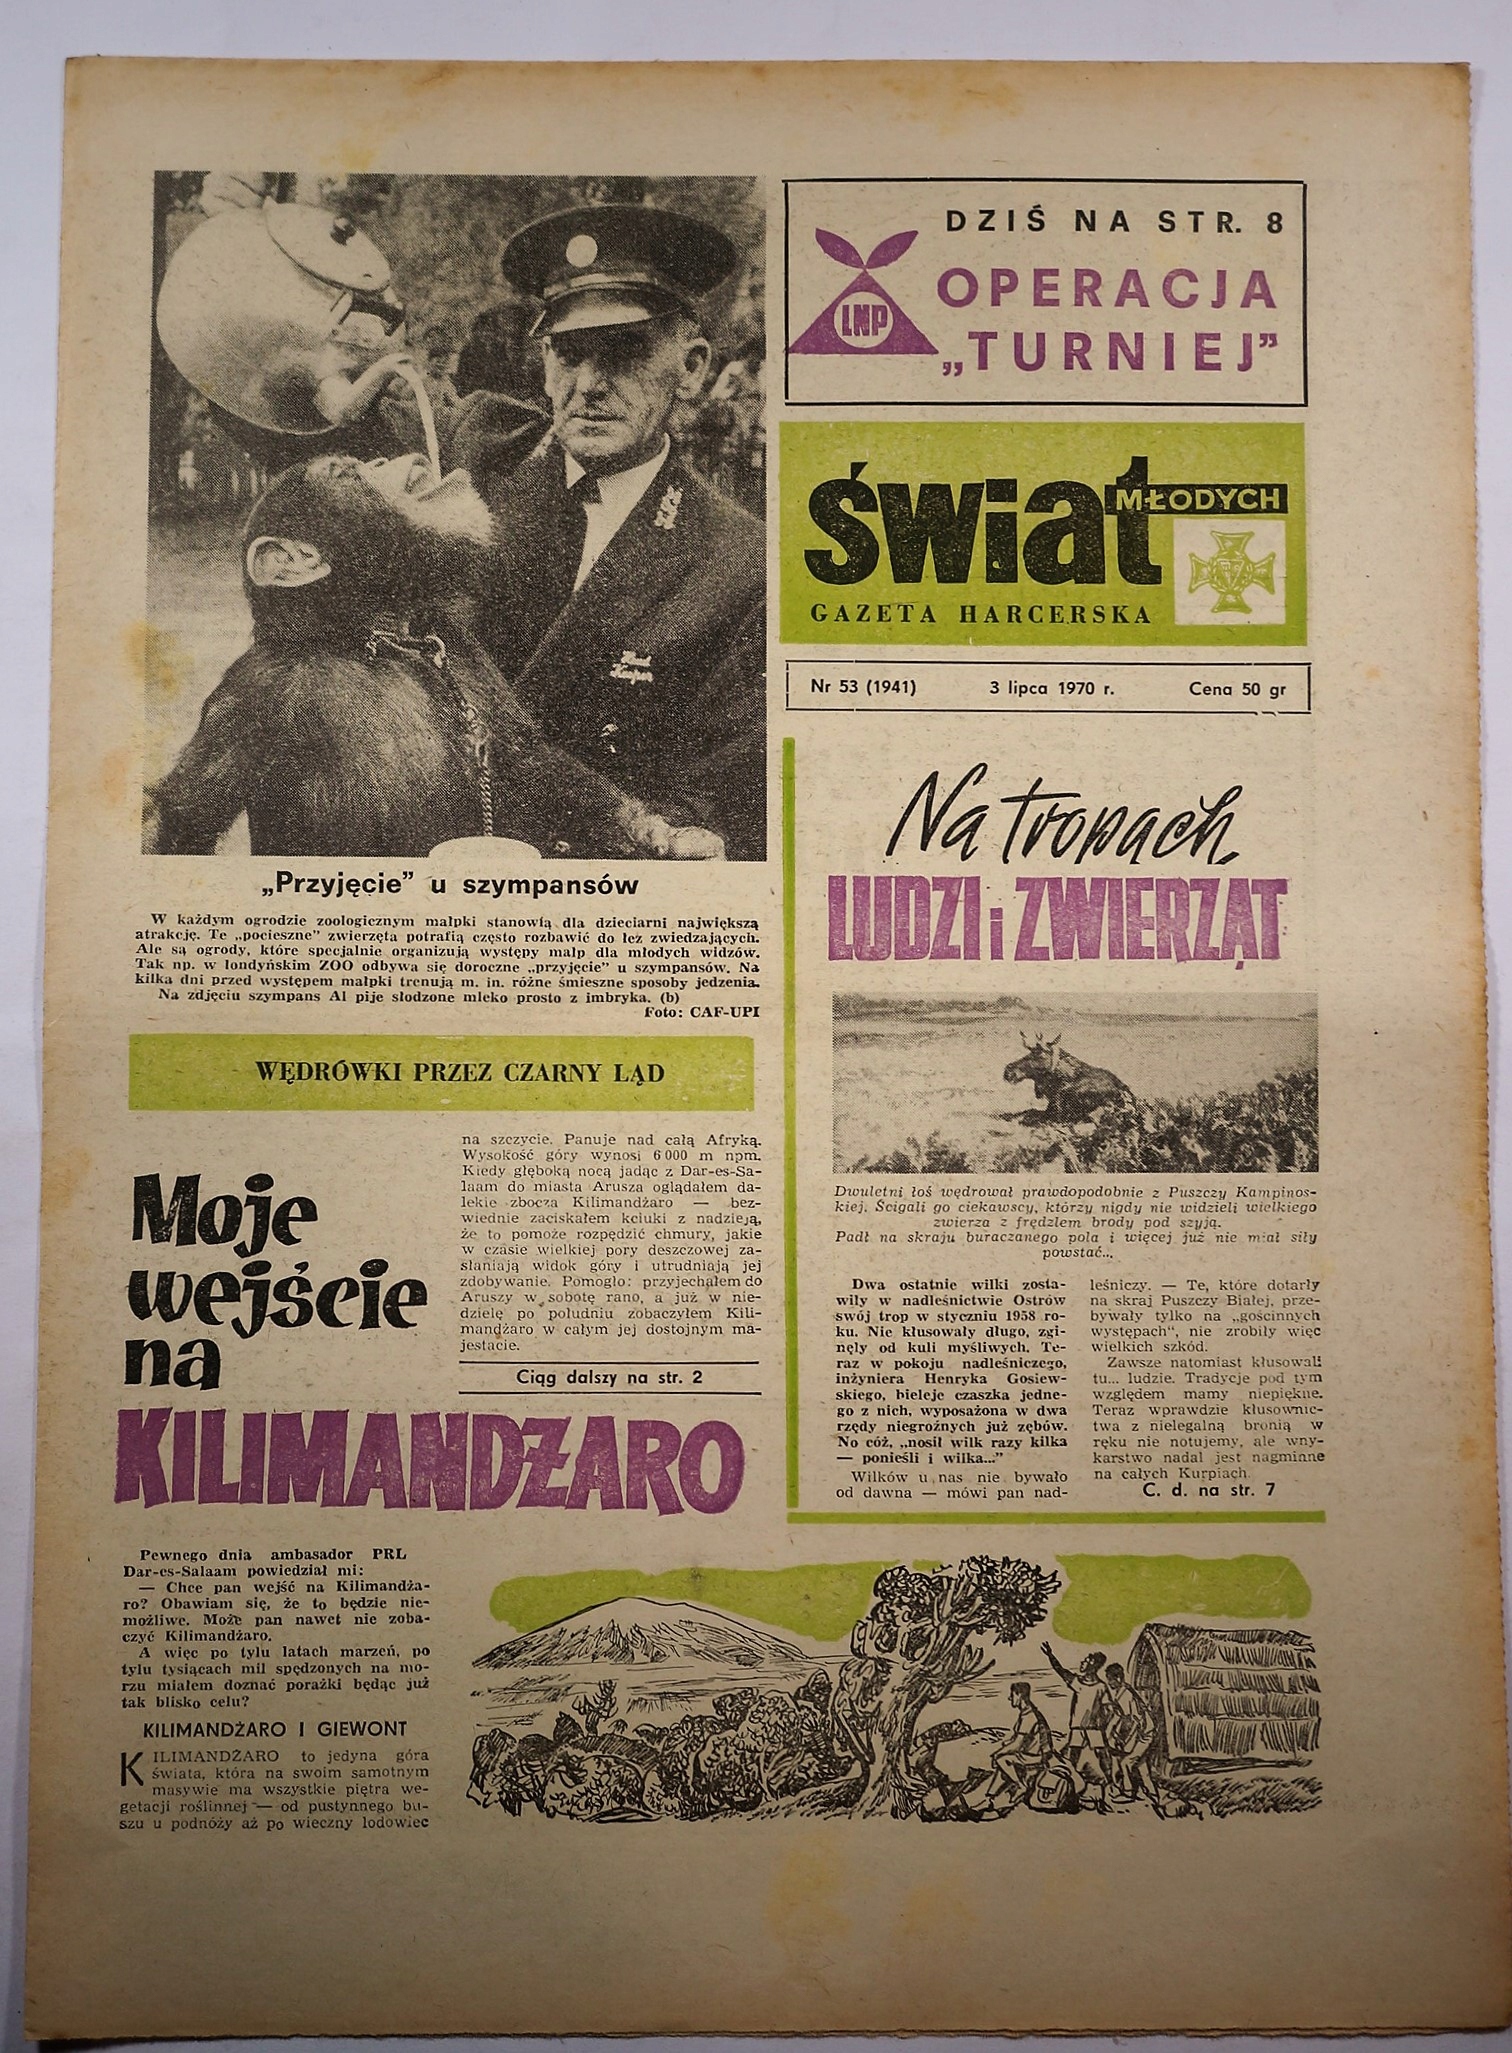 DZIŚ NA STR. 8
LNP
OPERACJA
„TURNIEJ”
Świat
MŁODYCH
GAZETA HARCERSKA
Nr 53 (1941) 3 lipca 1970 r. Cena 50 gr
Head
Keeper
„Przyjęcie” u szympansów
W każdym ogrodzie zoologicznym małpki stanowią dla dzieciarni największą
atrakcję. Te „pocieszne” zwierzęta potrafią często rozbawić do łez zwiedzających.
Ale są ogrody, które specjalnie organizują występy małp dla młodych widzów.
Tak np. w londyńskim ZOO odbywa się doroczne „przyjęcie” u szympansów. Na
kilka dni przed występem małpki trenują m. in. różne śmieszne sposoby jedzenia.
Na zdjęciu szympans Al pije słodzone mleko prosto z imbryka. (b)
Foto: CAF-UPI
WĘDRÓWKI PRZEZ CZARNY LĄD
Moje
wejście
na
KILIMANDŻARO
Pewnego dnia ambasador PRL
Dar-es-Salaam powiedział mi:
— Chce pan wejść na Kilimandża-
ro? Obawiam się, że to będzie nie-
możliwe. Może pan nawet nie zoba-
czyć Kilimandżaro.
A więc po tylu latach marzeń, po
tylu tysiącach mil spędzonych na mo-
rzu miałem doznać porażki będąc już
tak blisko celu?
KILIMANDŻARO I GIEWONT
KILIMANDŻARO to jedyna góra
świata, która na swoim samotnym
masywie ma wszystkie piętra we-
getacji roślinnej — od pustynnego bu-
szu u podnóży aż po wieczny lodowiec
na szczycie. Panuje nad całą Afryką.
Wysokość góry wynosi 6 000 m npm.
Kiedy głęboką nocą jadąc z Dar-es-Sa-
laam do miasta Arusza oglądałem da-
lekie zbocza Kilimandżaro — bez-
wiednie zaciskałem kciuki z nadzieją,
że to pomoże rozpędzić chmury, jakie
w czasie wielkiej pory deszczowej za-
słaniają widok góry i utrudniają jej
zdobywanie. Pomogło: przyjechałem do
Aruszy w sobotę rano, a już w nie-
dzielę po południu zobaczyłem Kili-
mandżaro w całym jej dostojnym ma-
jestacie.
Ciąg dalszy na str. 2
Na tropach
LUDZI i ZWIERZĄT
Dwuletni łoś wędrował prawdopodobnie z Puszczy Kampinos-
kiej. Ścigali go ciekawscy, którzy nigdy nie widzieli wielkiego
zwierza z frędzlem brody pod szyją.
Padł na skraju buraczanego pola i więcej już nie miał siły
powstać...
Dwa ostatnie wilki zosta-
wiły w nadleśnictwie Ostrów
swój trop w styczniu 1958 ro-
ku. Nie kłusowały długo, zgi-
nęły od kuli myśliwych. Te-
raz w pokoju nadleśniczego,
inżyniera Henryka Gosiew-
skiego, bieleje czaszka jedne-
go z nich, wyposażona w dwa
rzędy niegroźnych już zębów.
No cóż, „nosił wilk razy kilka
— ponieśli i wilka...”
Wilków u nas nie bywało
od dawna — mówi pan nad-
leśniczy. — Te, które dotarły
na skraj Puszczy Białej, prze-
bywały tylko na „gościnnych
występach“, nie zrobiły więc
wielkich szkód.
Zawsze natomiast kłusowali
tu... ludzie. Tradycje pod tym
względem mamy niepiękne.
Teraz wprawdzie kłusownic-
twa z nielegalną bronią w
ręku nie notujemy, ale wny-
karstwo nadal jest nagminne
na całych Kurpiach
C. d. na str. 7